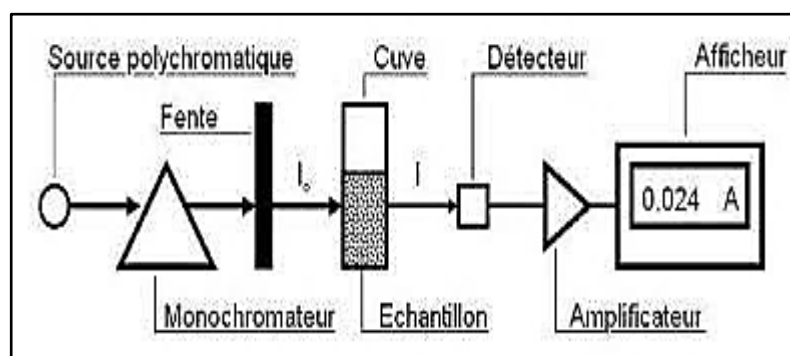 Source polychromatique
Cuve
Détecteur
Afficheur
Fente
I₀
I
0.024 A
Monochromateur
Echantillon
Amplificateur